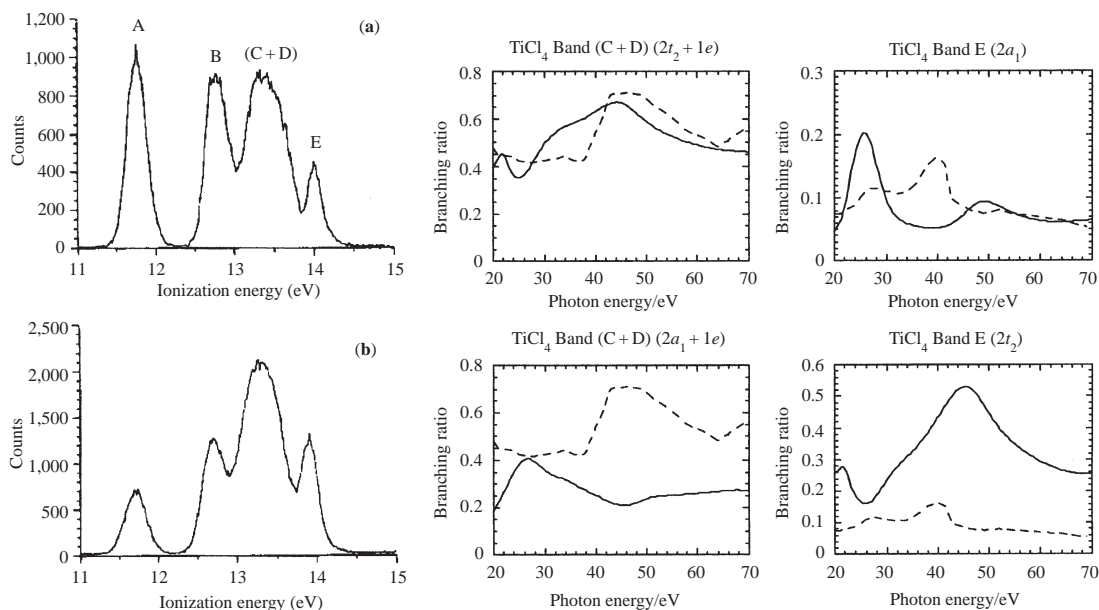 (a)
A
B
(C + D)
E
Counts
1,200
1,000
800
600
400
200
0
11 12 13 14 15
Ionization energy (eV)
(b)
Counts
2,500
2,000
1,500
1,000
500
0
11 12 13 14 15
Ionization energy (eV)
TiCl4 Band (C + D) (2t2 + 1e)
Branching ratio
0.8
0.6
0.4
0.2
0
20 30 40 50 60 70
Photon energy/eV
TiCl4 Band E (2a1)
Branching ratio
0.3
0.2
0.1
0
20 30 40 50 60 70
Photon energy/eV
TiCl4 Band (C + D) (2a1 + 1e)
Branching ratio
0.8
0.6
0.4
0.2
0
20 30 40 50 60 70
Photon energy/eV
TiCl4 Band E (2t2)
Branching ratio
0.6
0.5
0.4
0.3
0.2
0.1
0
20 30 40 50 60 70
Photon energy/eV